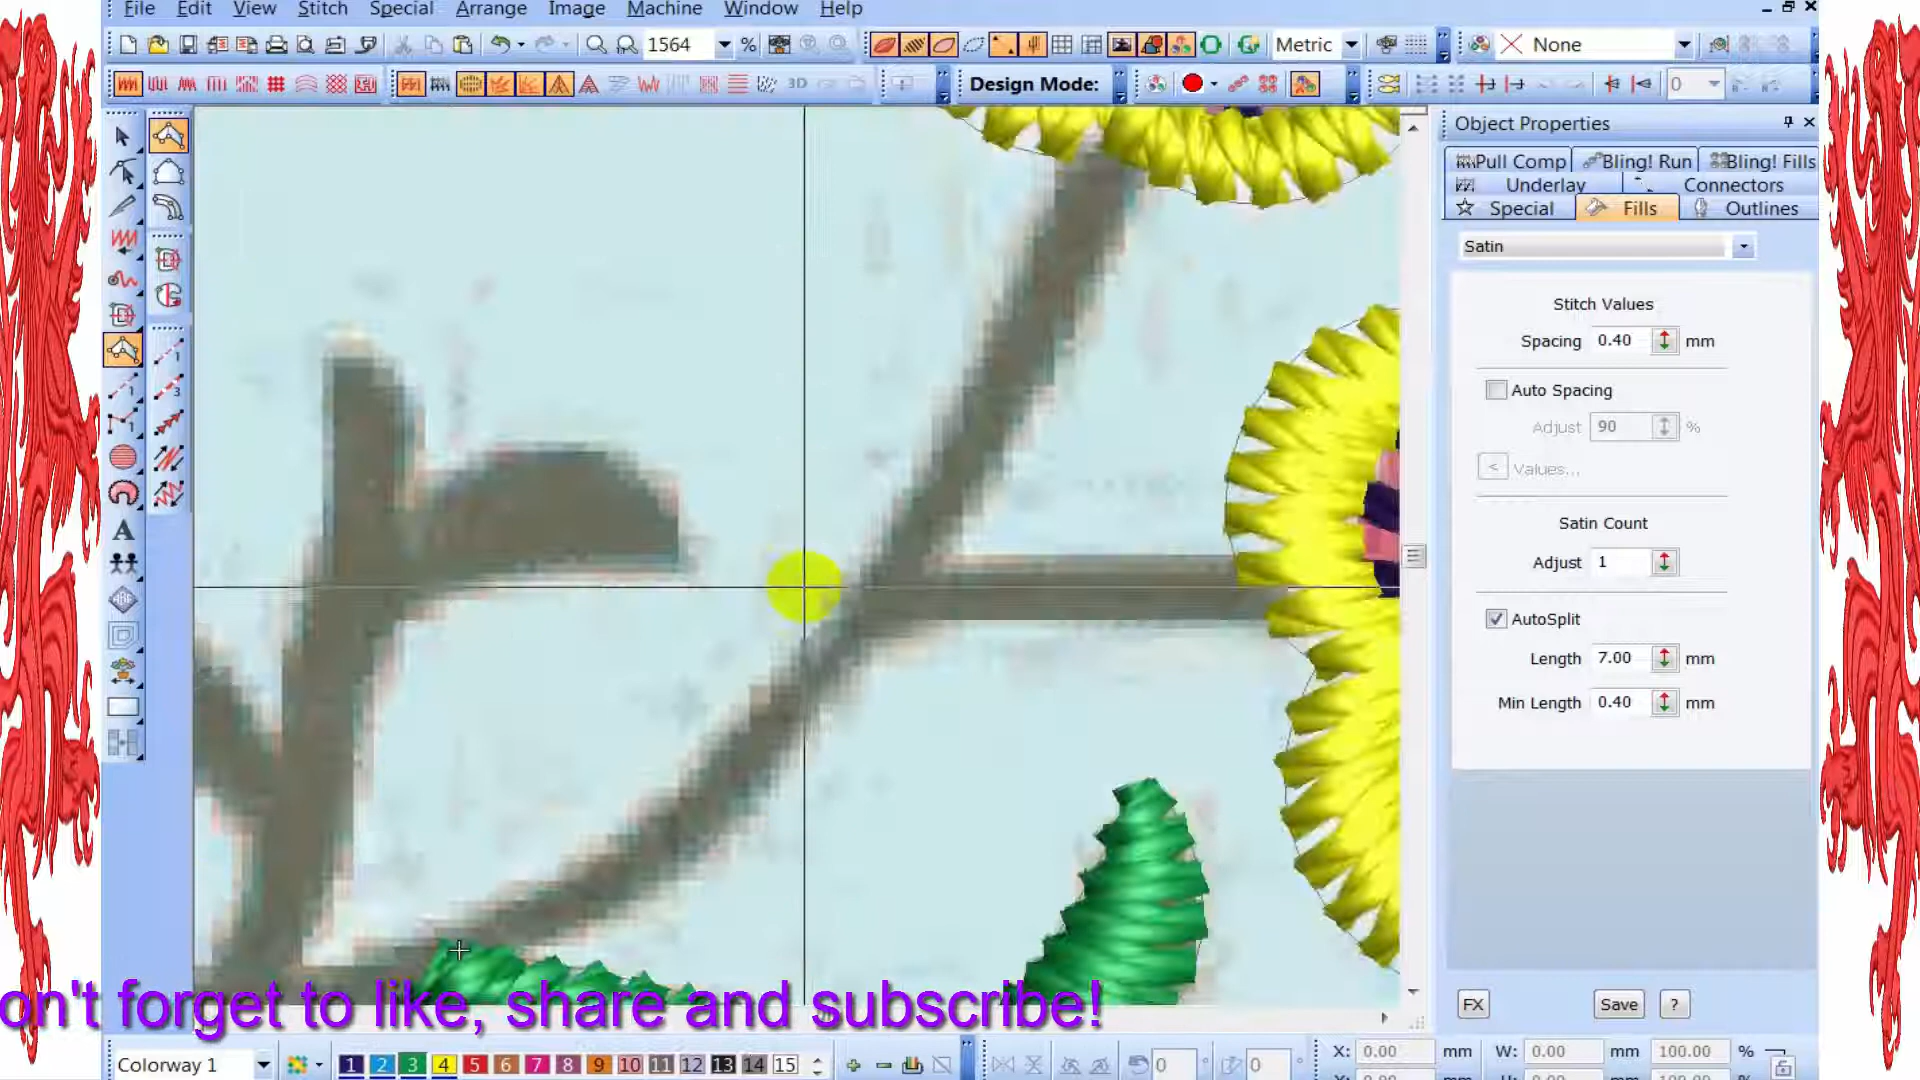 File Edit View Stitch Special Arrange Image Machine Window Help
1564 % Metric None
Design Mode: 3D 0
Object Properties
Pull Comp Bling! Run Bling! Fills
Underlay Connectors
Special Fills Outlines
Satin
Stitch Values
Spacing 0.40 mm
Auto Spacing
Adjust 90 %
< Values...
Satin Count
Adjust 1
AutoSplit
Length 7.00 mm
Min Length 0.40 mm
on't forget to like, share and subscribe!
FX Save ?
Colorway 1 1 2 3 4 5 6 7 8 9 10 11 12 13 14 15 0 0 X: 0.00 mm W: 0.00 mm 100.00 %